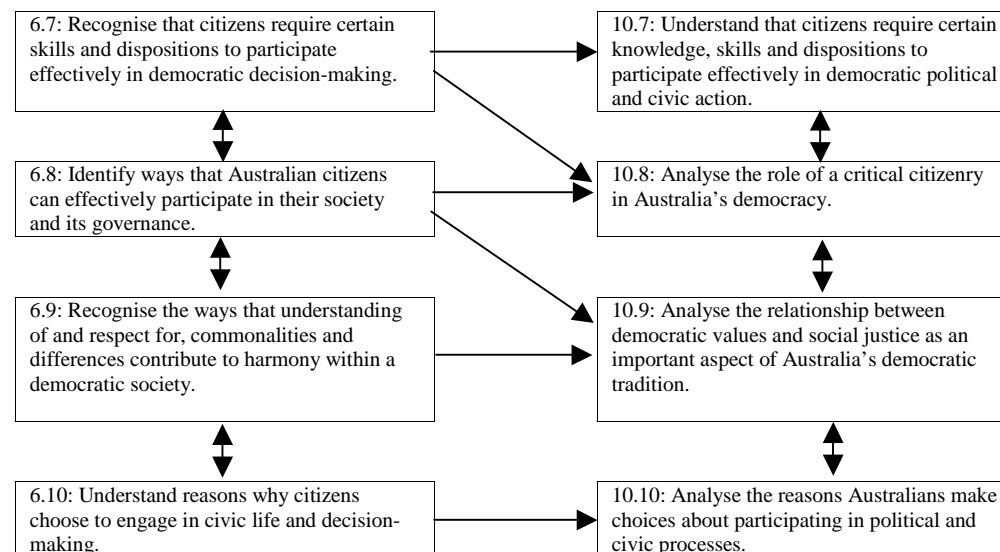 6.7: Recognise that citizens require certain
skills and dispositions to participate
effectively in democratic decision-making.
10.7: Understand that citizens require certain
knowledge, skills and dispositions to
participate effectively in democratic political
and civic action.
6.8: Identify ways that Australian citizens
can effectively participate in their society
and its governance.
10.8: Analyse the role of a critical citizenry
in Australia’s democracy.
6.9: Recognise the ways that understanding
of and respect for, commonalities and
differences contribute to harmony within a
democratic society.
10.9: Analyse the relationship between
democratic values and social justice as an
important aspect of Australia’s democratic
tradition.
6.10: Understand reasons why citizens
choose to engage in civic life and decision-
making.
10.10: Analyse the reasons Australians make
choices about participating in political and
civic processes.